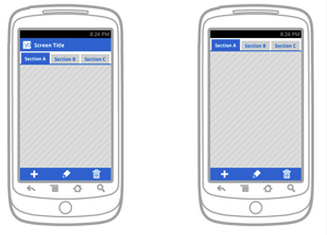 8:24 PM
Screen Title
Section A Section B Section C
8:24 PM
Section A Section B Section C